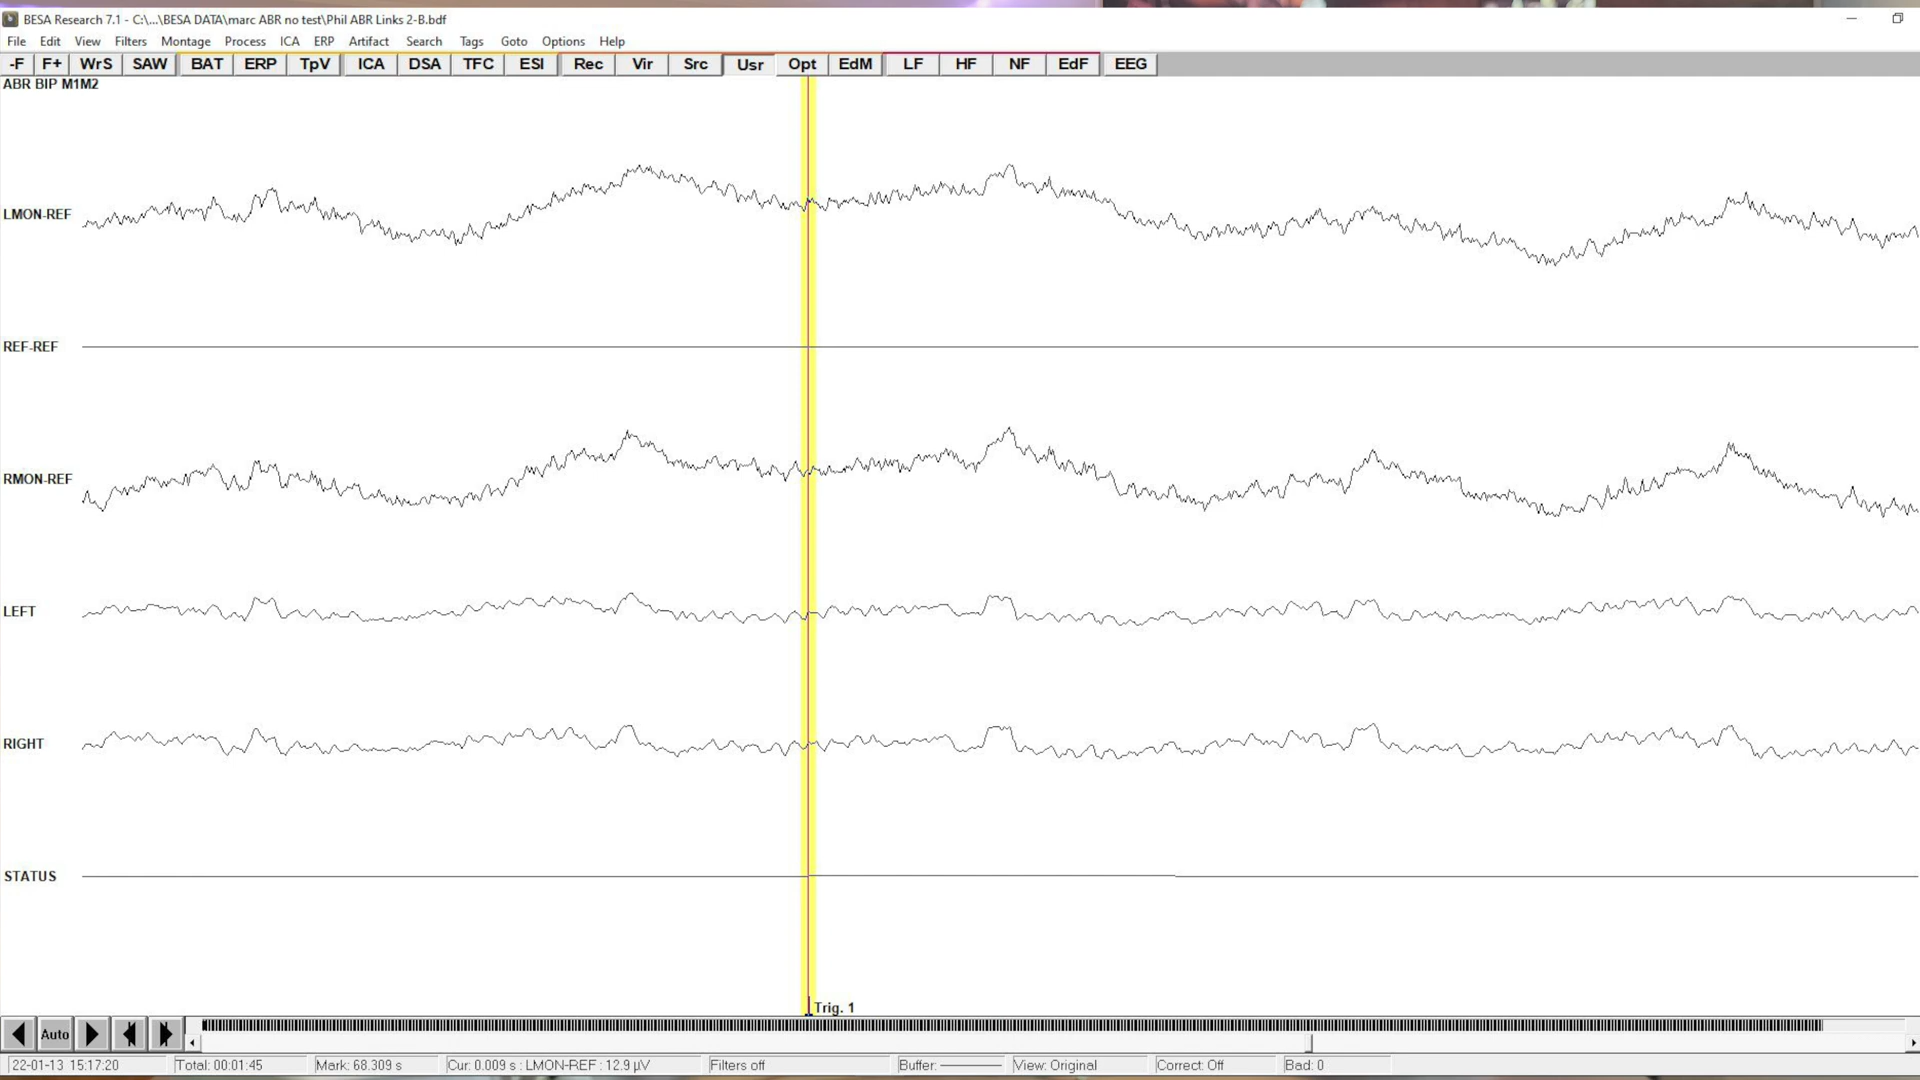 BESA Research 7.1 - C:\...\BESA DATA\marc ABR no test\Phil ABR Links 2-B.bdf
File Edit View Filters Montage Process ICA ERP Artifact Search Tags Goto Options Help
-F F+ WrS SAW BAT ERP TpV ICA DSA TFC ESI Rec Vir Src Usr Opt EdM LF HF NF EdF EEG
ABR BIP M1M2
LMON-REF
REF-REF
RMON-REF
LEFT
RIGHT
STATUS
Trig. 1
Auto
22-01-13 15:17:20 Total: 00:01:45 Mark: 68.309 s Cur: 0.009 s : LMON-REF : 12.9 µV Filters off Buffer: View: Original Correct: Off Bad: 0